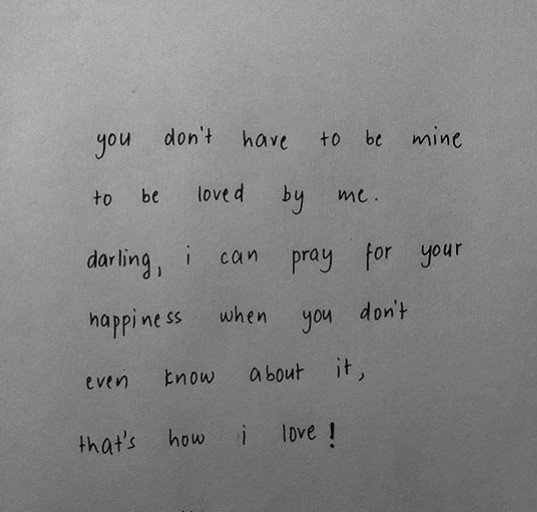 you don't have to be mine
to be loved by me.
darling, i can pray for your
happiness when you don't
even know about it,
that's how i love!